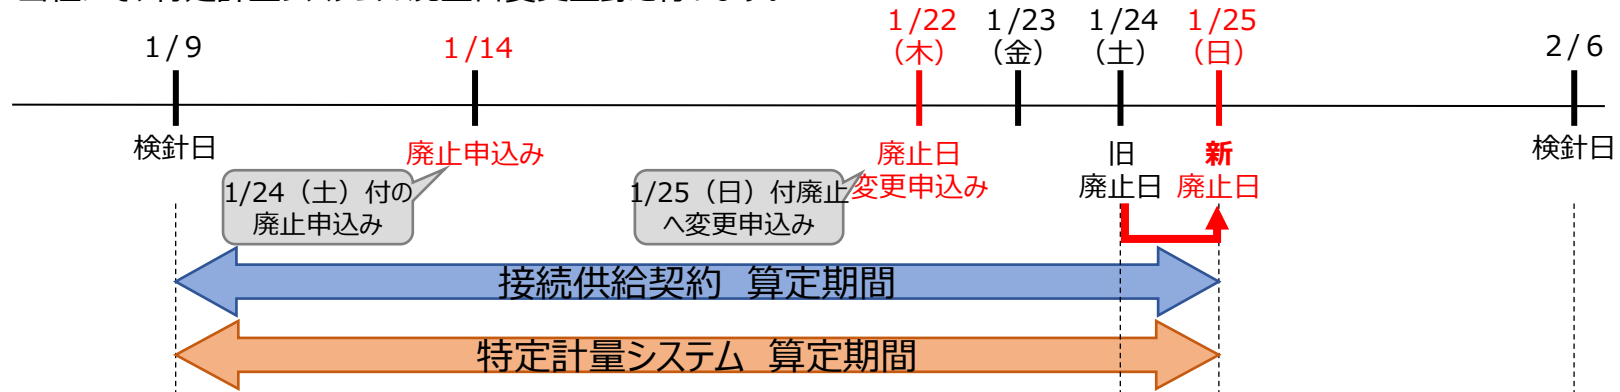 1/9
1/14
1/22
（木）
1/23
（金）
1/24
（土）
1/25
（日）
2/6
検針日
廃止申込み
廃止日
変更申込み
旧
廃止日
新
廃止日
検針日
1/24（土）付の
廃止申込み
1/25（日）付廃止
へ変更申込み
接続供給契約 算定期間
特定計量システム 算定期間